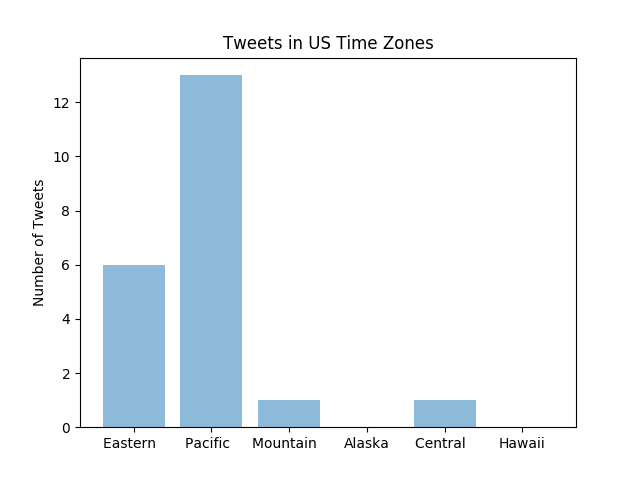 Tweets in US Time Zones
Number of Tweets
12
10
8
6
4
2
0
Eastern Pacific Mountain Alaska Central Hawaii